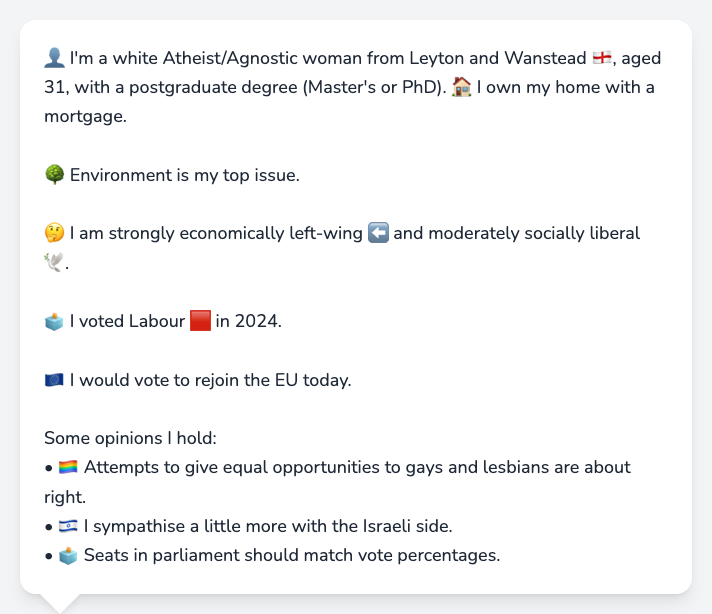 👤 I'm a white Atheist/Agnostic woman from Leyton and Wanstead 🏴󠁧󠁢󠁥󠁮󠁧󠁿, aged
31, with a postgraduate degree (Master's or PhD). 🏠 I own my home with a
mortgage.
🌳 Environment is my top issue.
🤔 I am strongly economically left-wing ⬅️ and moderately socially liberal
🕊️.
🗳️ I voted Labour 🟥 in 2024.
🇪🇺 I would vote to rejoin the EU today.
Some opinions I hold:
• 🏳️‍🌈 Attempts to give equal opportunities to gays and lesbians are about
right.
• 🇮🇱 I sympathise a little more with the Israeli side.
• 🗳️ Seats in parliament should match vote percentages.